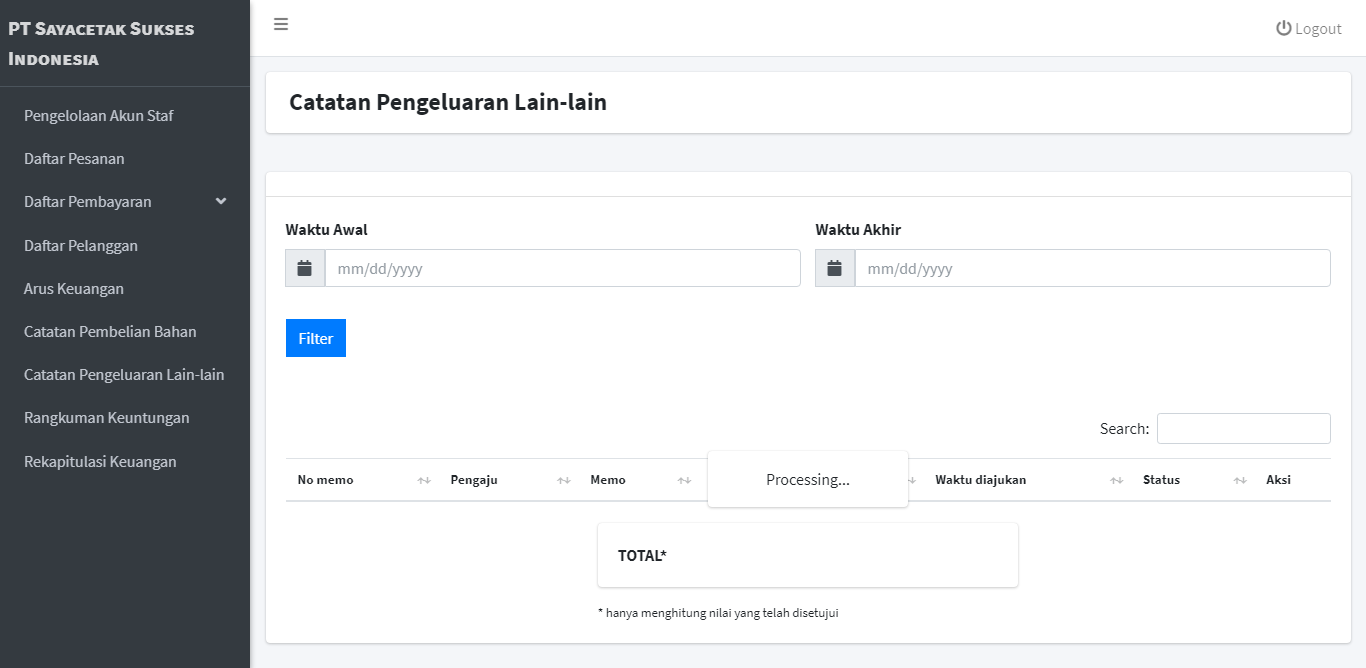 PT Sayacetak Sukses
Indonesia
Logout
Pengelolaan Akun Staf
Daftar Pesanan
Daftar Pembayaran
Daftar Pelanggan
Arus Keuangan
Catatan Pembelian Bahan
Catatan Pengeluaran Lain-lain
Rangkuman Keuntungan
Rekapitulasi Keuangan
Catatan Pengeluaran Lain-lain
Waktu Awal
Waktu Akhir
mm/dd/yyyy
mm/dd/yyyy
Filter
Search:
No memo Pengaju Memo Processing... Waktu diajukan Status Aksi
TOTAL*
* hanya menghitung nilai yang telah disetujui